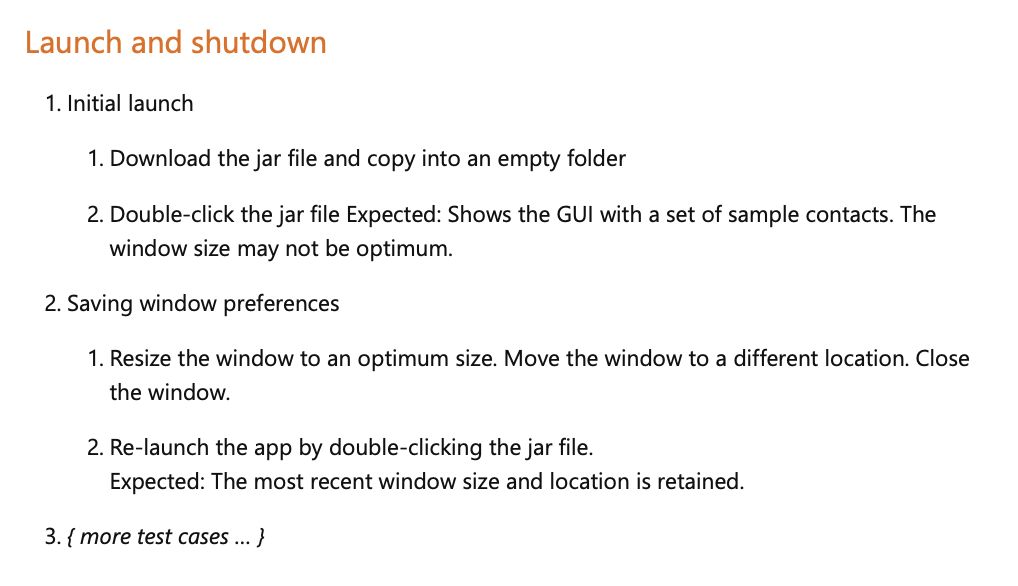 Launch and shutdown
1. Initial launch
1. Download the jar file and copy into an empty folder
2. Double-click the jar file Expected: Shows the GUI with a set of sample contacts. The
window size may not be optimum.
2. Saving window preferences
1. Resize the window to an optimum size. Move the window to a different location. Close
the window.
2. Re-launch the app by double-clicking the jar file.
Expected: The most recent window size and location is retained.
3. { more test cases … }